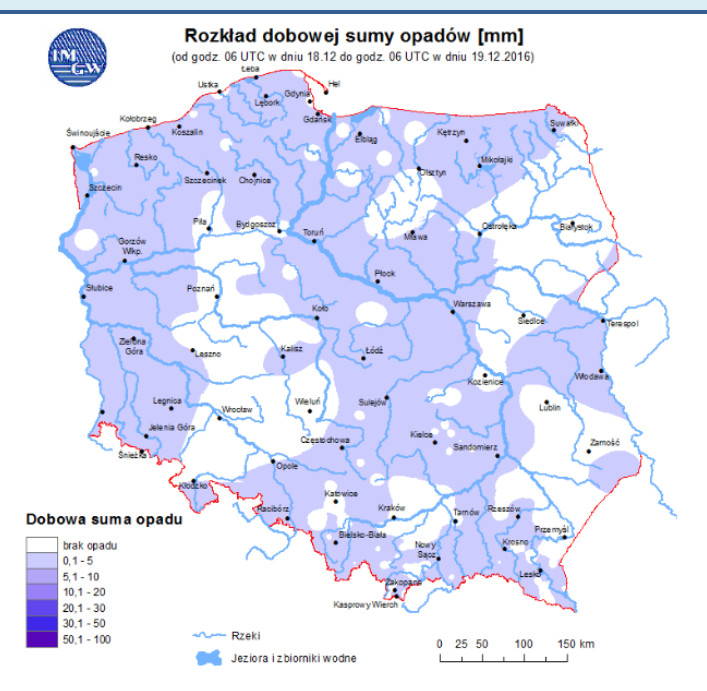 Rozkład dobowej sumy opadów [mm]
(od godz. 06 UTC w dniu 18.12 do godz. 06 UTC w dniu 19.12.2016)
IM
GW
Łeba
Hel
Ustka
Gdynia
Lębork
Gdańsk
Kołobrzeg
Koszalin
Elbląg
Kętrzyn
Suwałki
Świnoujście
Resko
Szczecinek
Chojnice
Olsztyn
Mikołajki
Szczecin
Piła
Bydgoszcz
Toruń
Mława
Ostrołęka
Białystok
Gorzów
Wlkp.
Płock
Słubice
Poznań
Koło
Warszawa
Siedlce
Terespol
Zielona
Góra
Leszno
Kalisz
Łódź
Kozienice
Włodawa
Legnica
Wrocław
Wieluń
Sulejów
Lublin
Jelenia Góra
Częstochowa
Kielce
Sandomierz
Zamość
Śnieżka
Opole
Kłodzko
Katowice
Racibórz
Kraków
Tarnów
Rzeszów
Przemyśl
Bielsko-Biała
Nowy
Sącz
Krosno
Lesko
Zakopane
Kasprowy Wierch
Dobowa suma opadu
brak opadu
0,1 - 5
5,1 - 10
10,1 - 20
20,1 - 30
30,1 - 50
50,1 - 100
Rzeki
Jeziora i zbiorniki wodne
0 25 50 100 150 km